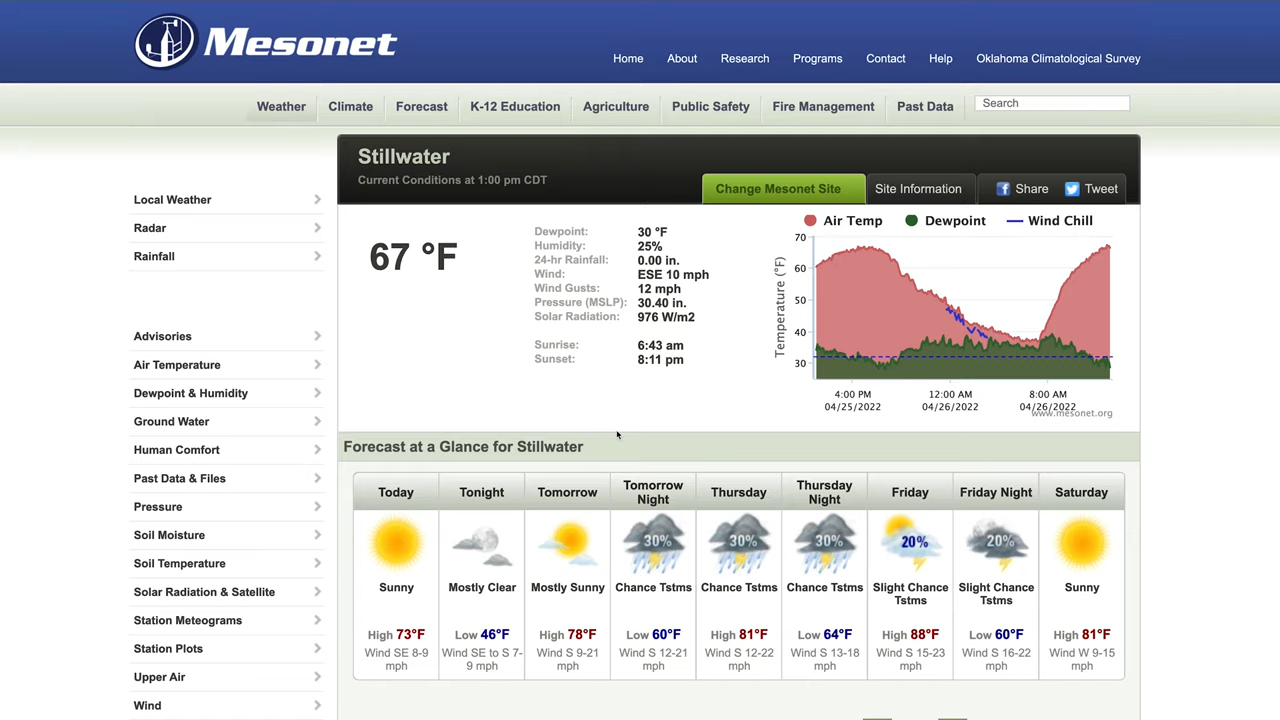 Mesonet
Home About Research Programs Contact Help Oklahoma Climatological Survey
Weather Climate Forecast K-12 Education Agriculture Public Safety Fire Management Past Data Search
Local Weather
Radar
Rainfall
Advisories
Air Temperature
Dewpoint & Humidity
Ground Water
Human Comfort
Past Data & Files
Pressure
Soil Moisture
Soil Temperature
Solar Radiation & Satellite
Station Meteograms
Station Plots
Upper Air
Wind
Stillwater
Current Conditions at 1:00 pm CDT
Change Mesonet Site Site Information Share Tweet
67 °F
Dewpoint: 30 °F
Humidity: 25%
24-hr Rainfall: 0.00 in.
Wind: ESE 10 mph
Wind Gusts: 12 mph
Pressure (MSLP): 30.40 in.
Solar Radiation: 976 W/m2
Sunrise: 6:43 am
Sunset: 8:11 pm
Air Temp Dewpoint Wind Chill
Temperature (°F)
70
60
50
40
30
4:00 PM 12:00 AM 8:00 AM
04/25/2022 04/26/2022 04/26/2022
www.mesonet.org
Forecast at a Glance for Stillwater
Today
Sunny
High 73°F
Wind SE 8-9
mph
Tonight
Mostly Clear
Low 46°F
Wind SE to S 7-
9 mph
Tomorrow
Mostly Sunny
High 78°F
Wind S 9-21
mph
Tomorrow
Night
30%
Chance Tstms
Low 60°F
Wind S 12-21
mph
Thursday
30%
Chance Tstms
High 81°F
Wind S 12-22
mph
Thursday
Night
30%
Chance Tstms
Low 64°F
Wind S 13-18
mph
Friday
20%
Slight Chance
Tstms
High 88°F
Wind S 15-23
mph
Friday Night
20%
Slight Chance
Tstms
Low 60°F
Wind S 16-22
mph
Saturday
Sunny
High 81°F
Wind W 9-15
mph